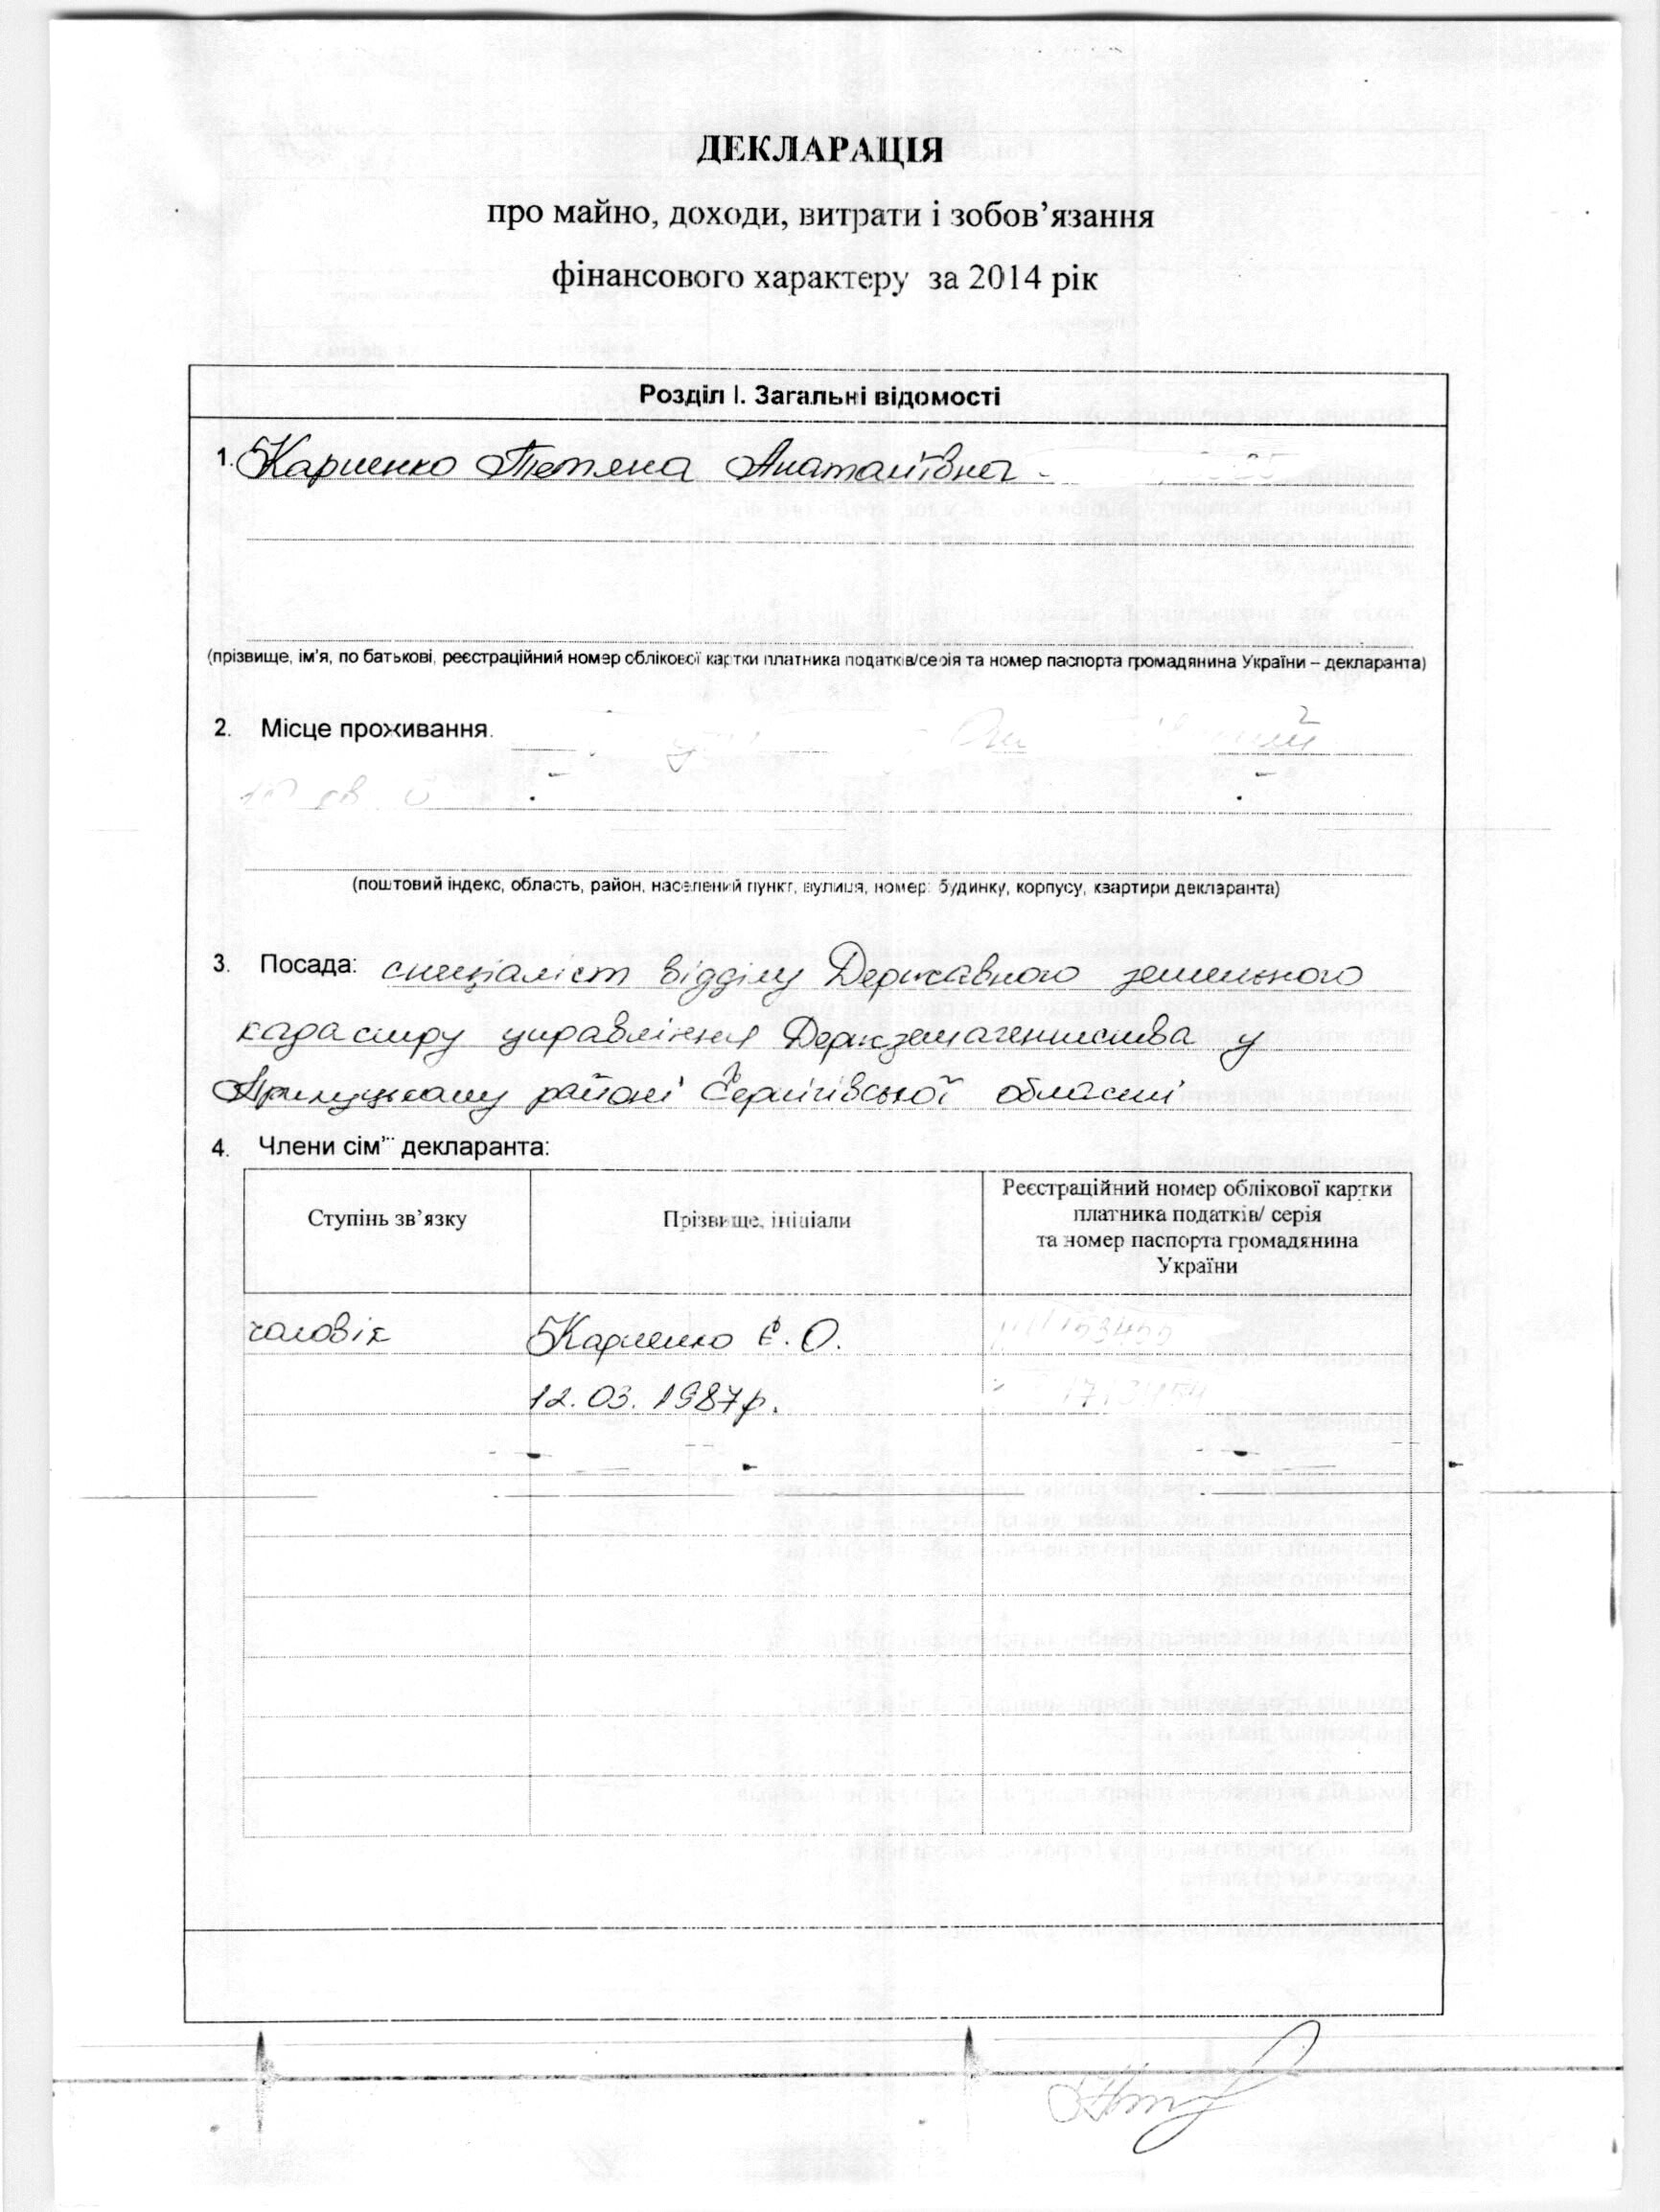 ДЕКЛАРАЦІЯ
про майно, доходи, витрати і зобов’язання
фінансового характеру за 2014 рік
Розділ І. Загальні відомості
1. Тетяна
(прізвище, ім’я, по батькові, реєстраційний номер облікової картки платника податків/серія та номер паспорта громадянина України – декларанта)
2. Місце проживання.
(поштовий індекс, область, район, населений пункт, вулиця, номер: будинку, корпусу, квартири декларанта)
3. Посада: спеціаліст відділу Державного земельного
кадастру управління Держземагентства у
Прилуцькому районі Чернігівської області
4. Члени сім’ї декларанта:
Ступінь зв’язку
Прізвище, ініціали
Реєстраційний номер облікової картки
платника податків/ серія
та номер паспорта громадянина
України
чоловік
Є. О.
12.03.1987р.